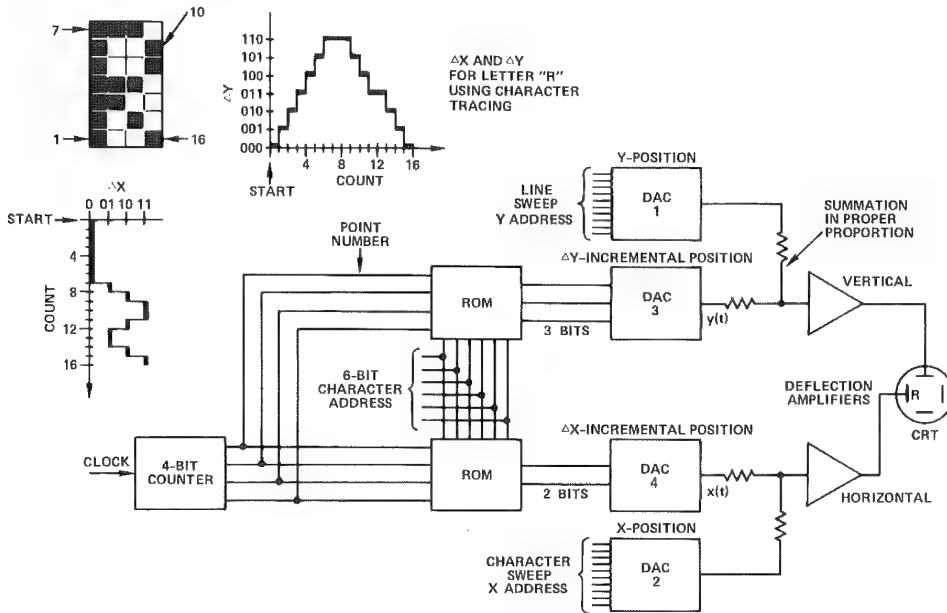 7
10
1
16
110
101
100
011
010
001
000
ΔY
4
8
12
16
COUNT
START
ΔX AND ΔY
FOR LETTER "R"
USING CHARACTER
TRACING
ΔX
START
0 01 10 11
4
8
12
16
COUNT
Y-POSITION
LINE
SWEEP
Y ADDRESS
DAC
1
SUMMATION
IN PROPER
PROPORTION
POINT
NUMBER
ΔY-INCREMENTAL POSITION
ROM
3 BITS
DAC
3
y(t)
VERTICAL
6-BIT
CHARACTER
ADDRESS
DEFLECTION
AMPLIFIERS
R
CRT
CLOCK
4-BIT
COUNTER
ROM
ΔX-INCREMENTAL POSITION
2 BITS
DAC
4
x(t)
HORIZONTAL
X-POSITION
CHARACTER
SWEEP
X ADDRESS
DAC
2